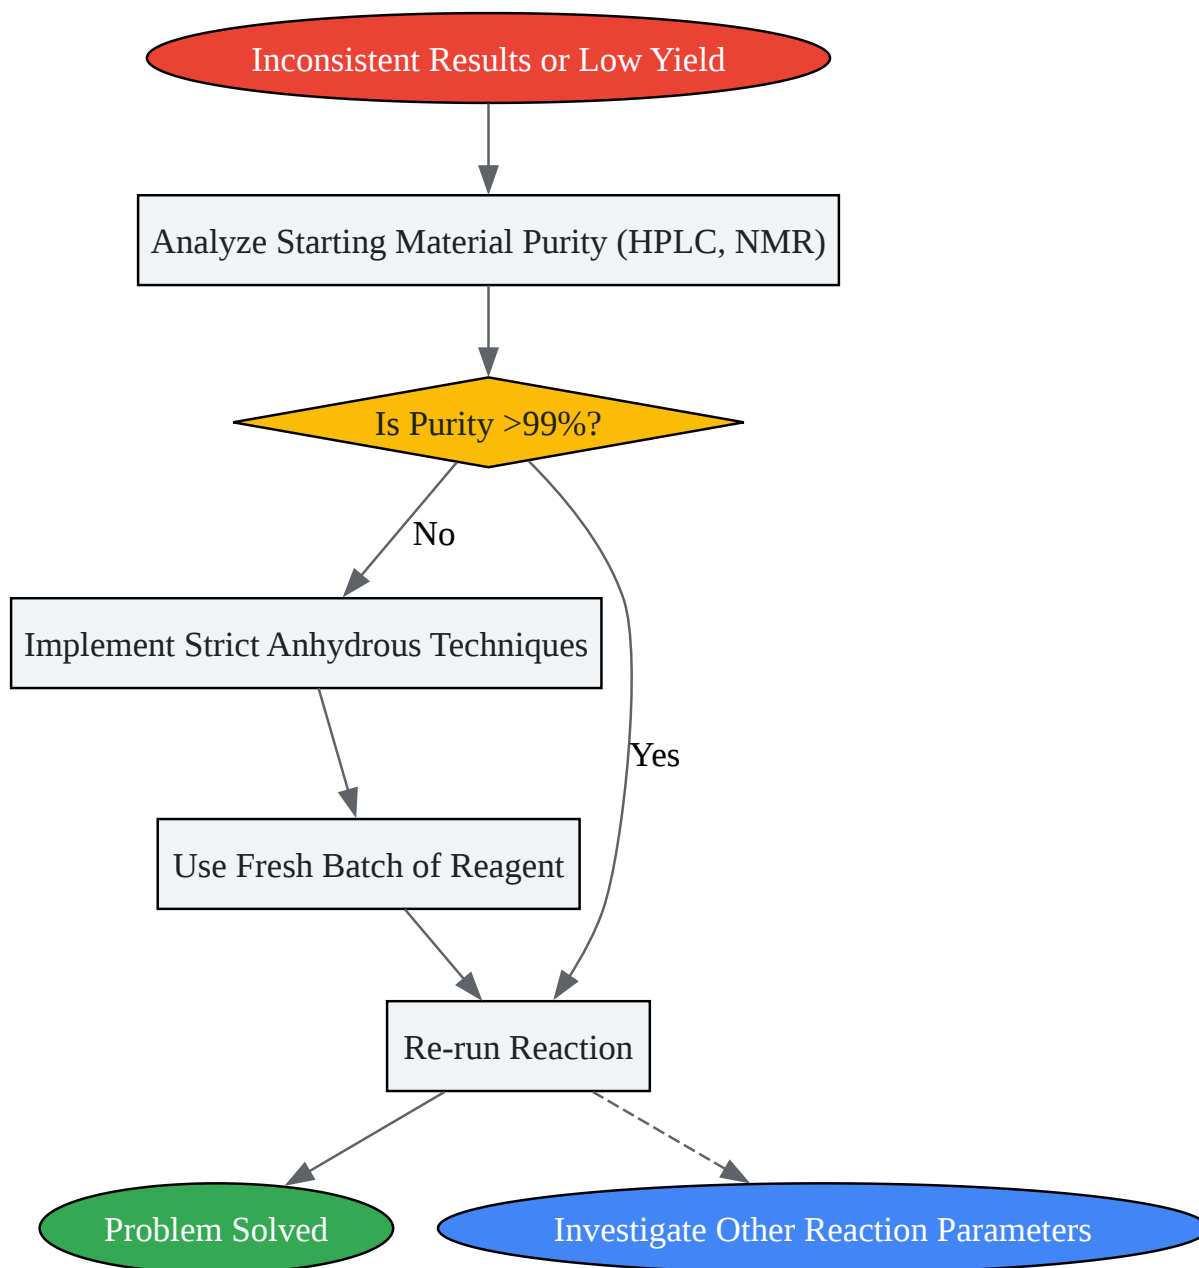 Inconsistent Results or Low Yield
Analyze Starting Material Purity (HPLC, NMR)
Is Purity >99%?
No
Implement Strict Anhydrous Techniques
Yes
Use Fresh Batch of Reagent
Re-run Reaction
Problem Solved
Investigate Other Reaction Parameters